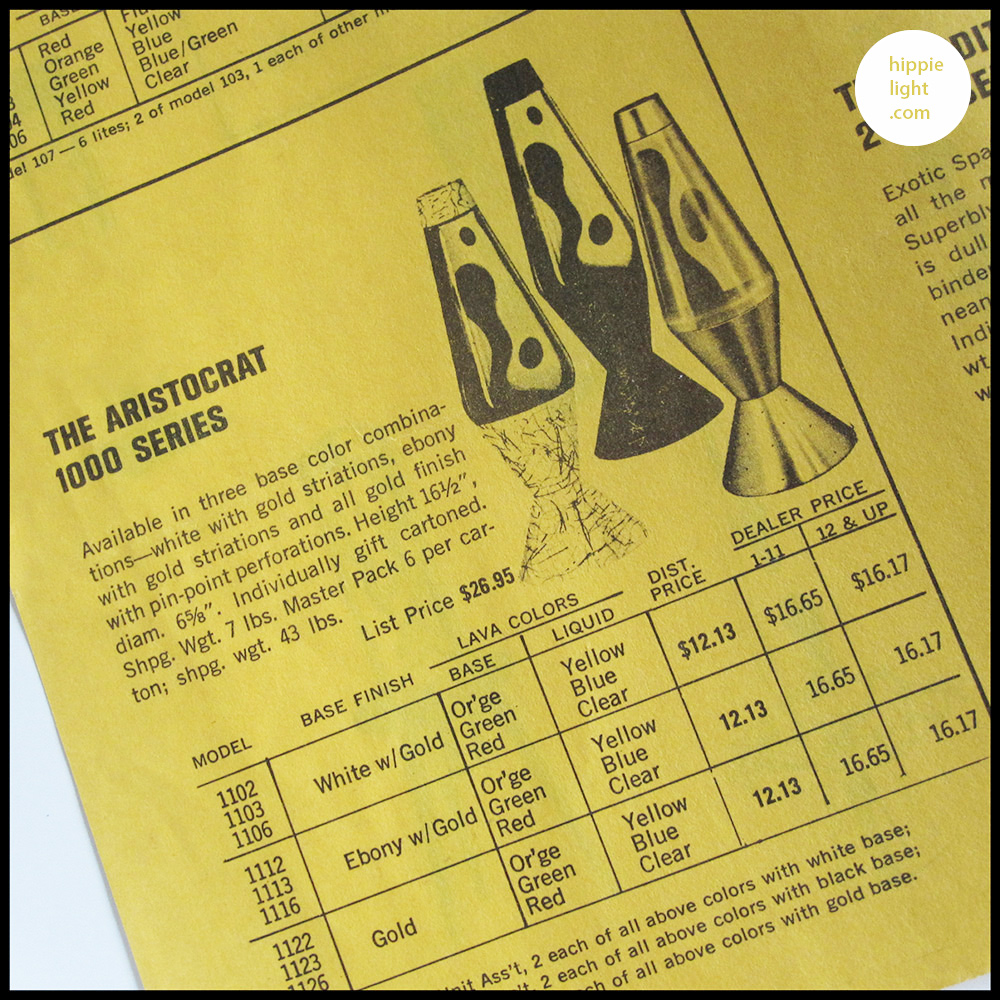 BASE
Red
Orange
Green
Yellow
Red
Yellow
Blue
Blue/Green
Clear
06
107 — 6 lites; 2 of model 103, 1 each of other
hippie
light
.com
Exotic
all the
Superbly
is dull
THE ARISTOCRAT
1000 SERIES
Available in three base color combina-
tions—white with gold striations, ebony
with gold striations and all gold finish
with pin-point perforations. Height 16½",
diam. 6⅝". Individually gift cartoned.
Shpg. Wgt. 7 lbs. Master Pack 6 per car-
ton; shpg. wgt. 43 lbs.
List Price $26.95
DEALER PRICE
LAVA COLORS DIST. PRICE 1-11 12 & UP
MODEL BASE FINISH BASE LIQUID
1102 White w/Gold Or'ge Yellow $12.13 $16.65 $16.17
1103 Green Blue
1106 Red Clear
1112 Ebony w/Gold Or'ge Yellow 12.13 16.65 16.17
1113 Green Blue
1116 Red Clear
1122 Gold Or'ge Yellow 12.13 16.65 16.17
1123 Green Blue
1126 Red Clear
Ass't, 2 each of all above colors with white base;
2 each of all above colors with black base;
of all above colors with gold base.